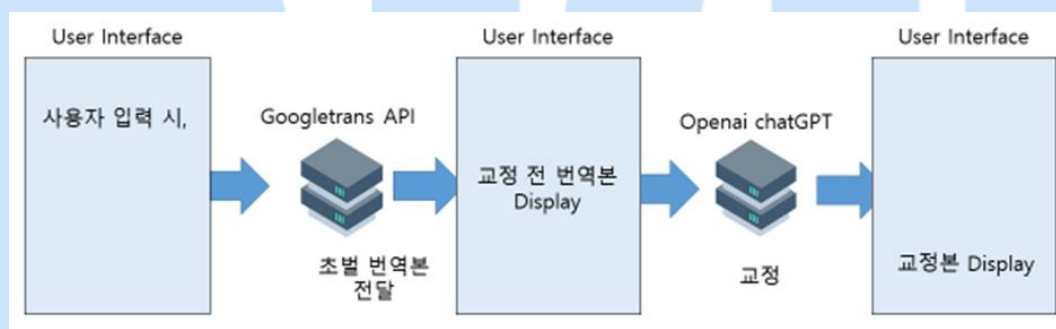 User Interface
사용자 입력 시,
Googletrans API
초벌 번역본
전달
User Interface
교정 전 번역본
Display
Openai chatGPT
교정
User Interface
교정본 Display